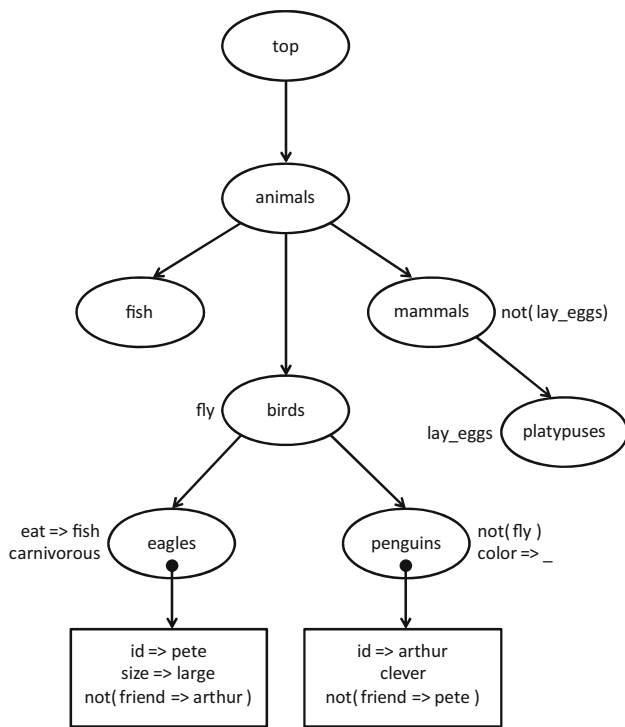 top
animals
fish
mammals
not( lay_eggs)
fly
birds
lay_eggs
platypuses
eat => fish
carnivorous
eagles
penguins
not( fly )
color => _
id => pete
size => large
not( friend => arthur )
id => arthur
clever
not( friend => pete )